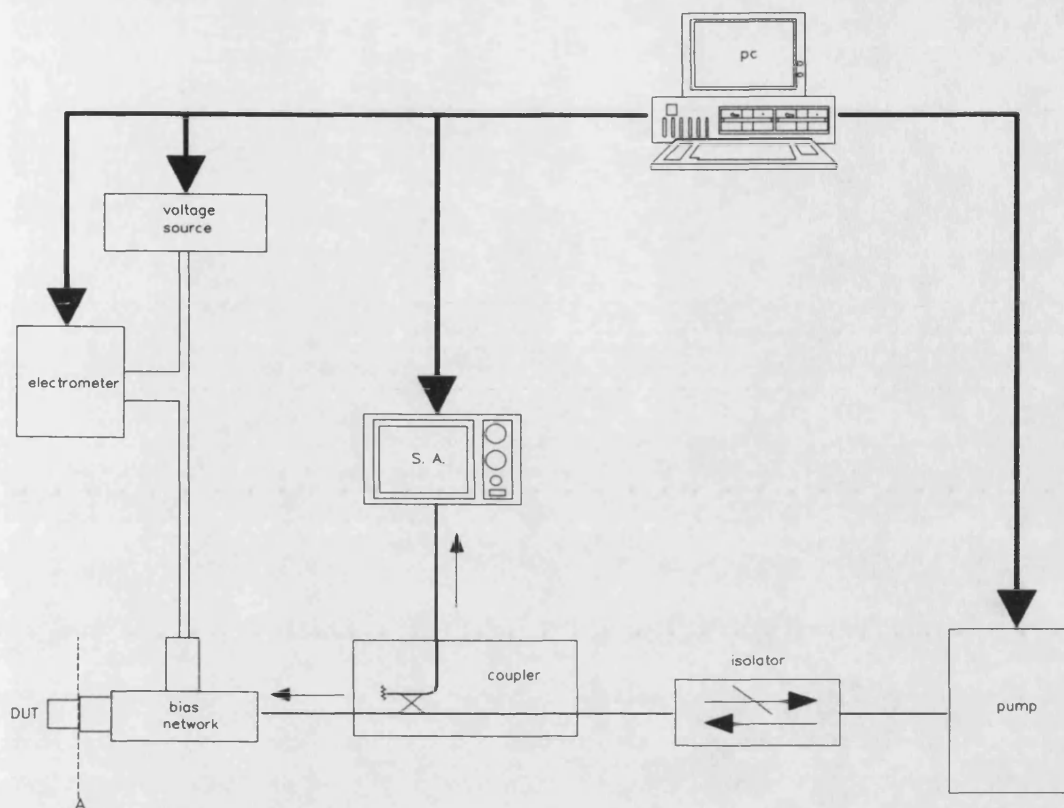 pc
voltage
source
electrometer
S. A.
isolator
coupler
DUT
bias
network
pump
A